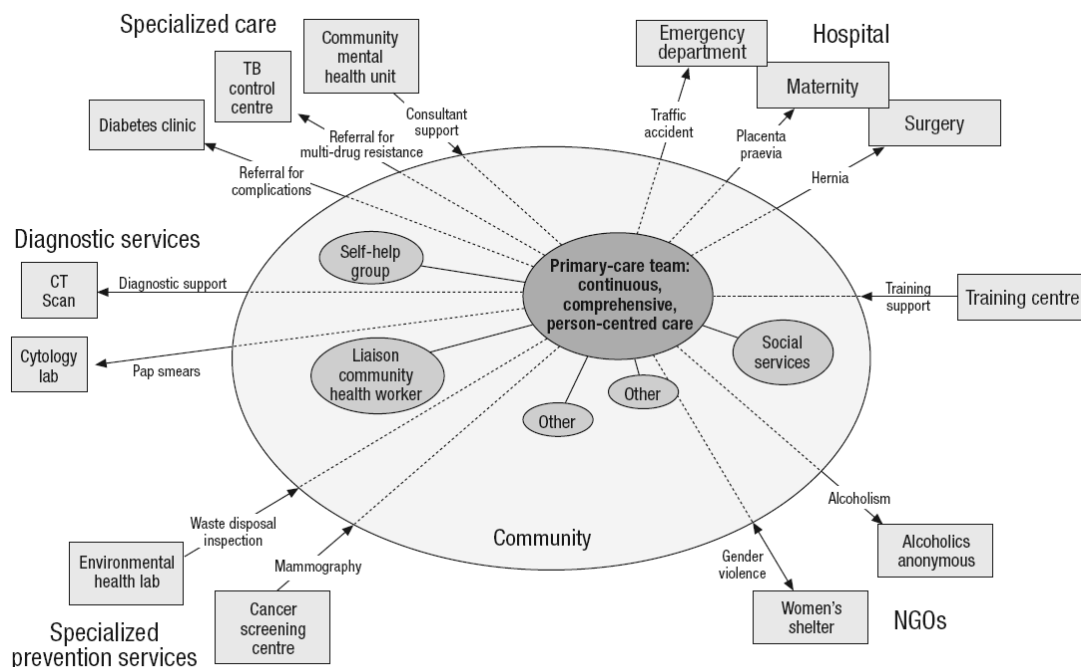 Specialized care
Community
mental
health unit
TB
control
centre
Diabetes clinic
Consultant
support
Referral for
multi-drug resistance
Referral for
complications
Emergency
department
Hospital
Maternity
Surgery
Traffic
accident
Placenta
praevia
Hernia
Diagnostic services
CT
Scan
Diagnostic support
Cytology
lab
Pap smears
Self-help
group
Primary-care team:
continuous,
comprehensive,
person-centred care
Training
support
Training centre
Liaison
community
health worker
Social
services
Other
Other
Community
Waste disposal
inspection
Environmental
health lab
Mammography
Cancer
screening
centre
Specialized
prevention services
Alcoholism
Alcoholics
anonymous
Gender
violence
Women's
shelter
NGOs